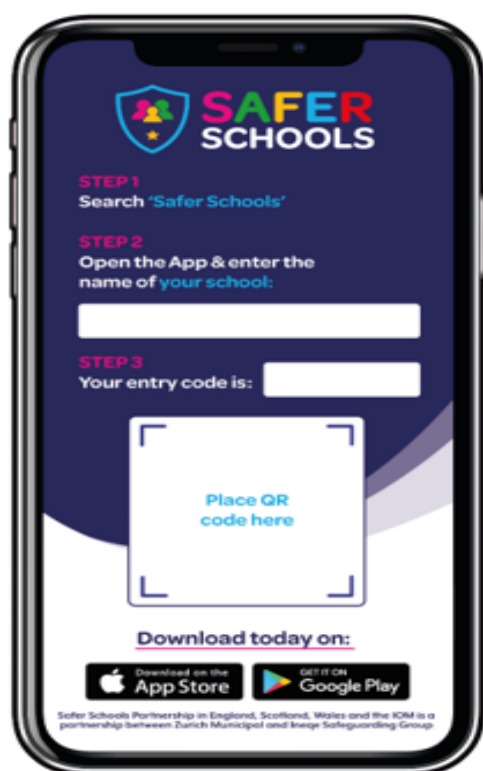 SAFER
SCHOOLS
STEP 1
Search 'Safer Schools'
STEP 2
Open the App & enter the
name of your school:
STEP 3
Your entry code is:
Place QR
code here
Download today on:
Download on the
App Store
GET IT ON
Google Play
Safer Schools Partnership in England, Scotland, Wales and the IOM is a
partnership between Zurich Municipal and Ineqe Safeguarding Group